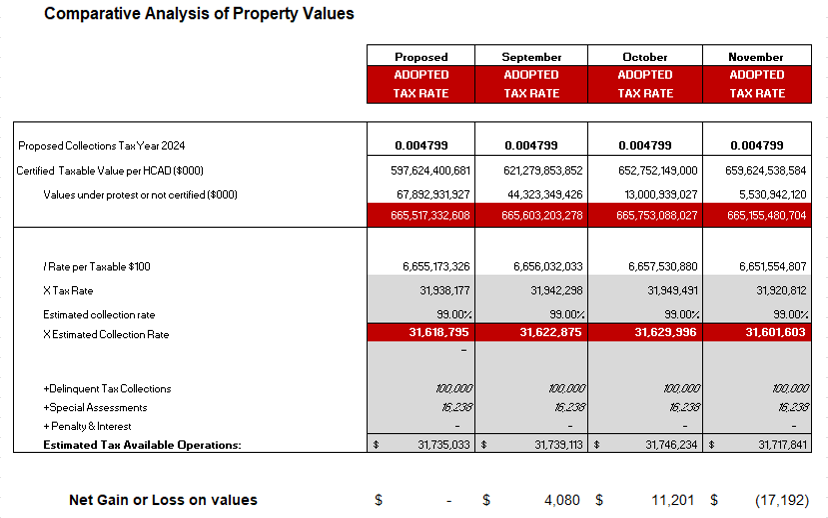 Comparative Analysis of Property Values
Proposed September October November
ADOPTED ADOPTED ADOPTED ADOPTED
TAX RATE TAX RATE TAX RATE TAX RATE
Proposed Collections Tax Year 2024 0.004799 0.004799 0.004799 0.004799
Certified Taxable Value per HCAD ($000) 597,624,400,681 621,279,853,852 652,752,149,000 659,624,538,584
Values under protest or not certified ($000) 67,892,931,927 44,323,349,426 13,000,939,027 5,530,942,120
665,517,332,608 665,603,203,278 665,753,088,027 665,155,480,704
/ Rate per Taxable $100 6,655,173,326 6,656,032,033 6,657,530,880 6,651,554,807
X Tax Rate 31,938,177 31,942,298 31,949,491 31,920,812
Estimated collection rate 99.00% 99.00% 99.00% 99.00%
X Estimated Collection Rate 31,618,795 31,622,875 31,629,996 31,601,603
-
+Delinquent Tax Collections 100,000 100,000 100,000 100,000
+Special Assessments 16,238 16,238 16,238 16,238
+ Penalty & Interest - - - -
Estimated Tax Available Operations: $ 31,735,033 $ 31,739,113 $ 31,746,234 $ 31,717,841
Net Gain or Loss on values $ - $ 4,080 $ 11,201 $ (17,192)